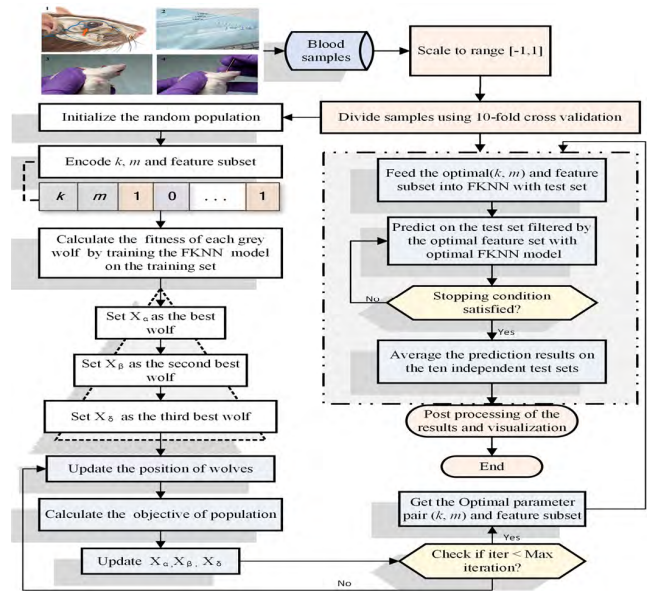 1
2
3
4
Blood
samples
Scale to range [-1,1]
Initialize the random population
Divide samples using 10-fold cross validation
Encode k, m and feature subset
k m 1 0 ... 1
Calculate the fitness of each grey
wolf by training the FKNN model
on the training set
Set Xα as the best
wolf
Set Xβ as the second best
wolf
Set Xδ as the third best wolf
Update the position of wolves
Calculate the objective of population
Update Xα, Xβ, Xδ
Feed the optimal(k, m) and feature
subset into FKNN with test set
Predict on the test set filtered by
the optimal feature set with
optimal FKNN model
No
Stopping condition
satisfied?
Yes
Average the prediction results on
the ten independent test sets
Post processing of the
results and visualization
End
Get the Optimal parameter
pair (k, m) and feature subset
Yes
Check if iter < Max
iteration?
No